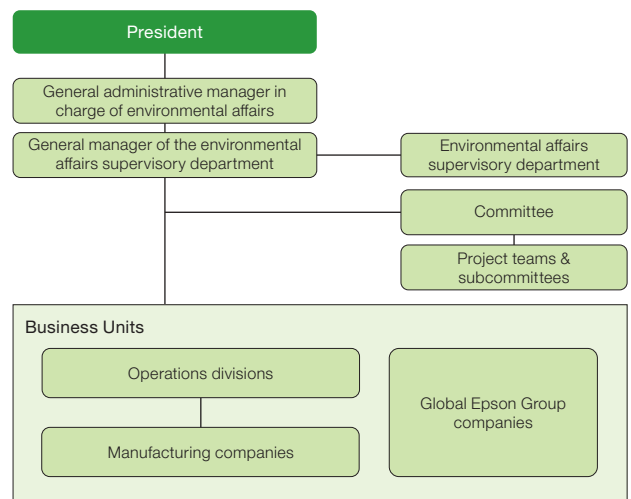 President
General administrative manager in
charge of environmental affairs
General manager of the environmental
affairs supervisory department
Environmental affairs
supervisory department
Committee
Project teams &
subcommittees
Business Units
Operations divisions
Manufacturing companies
Global Epson Group
companies